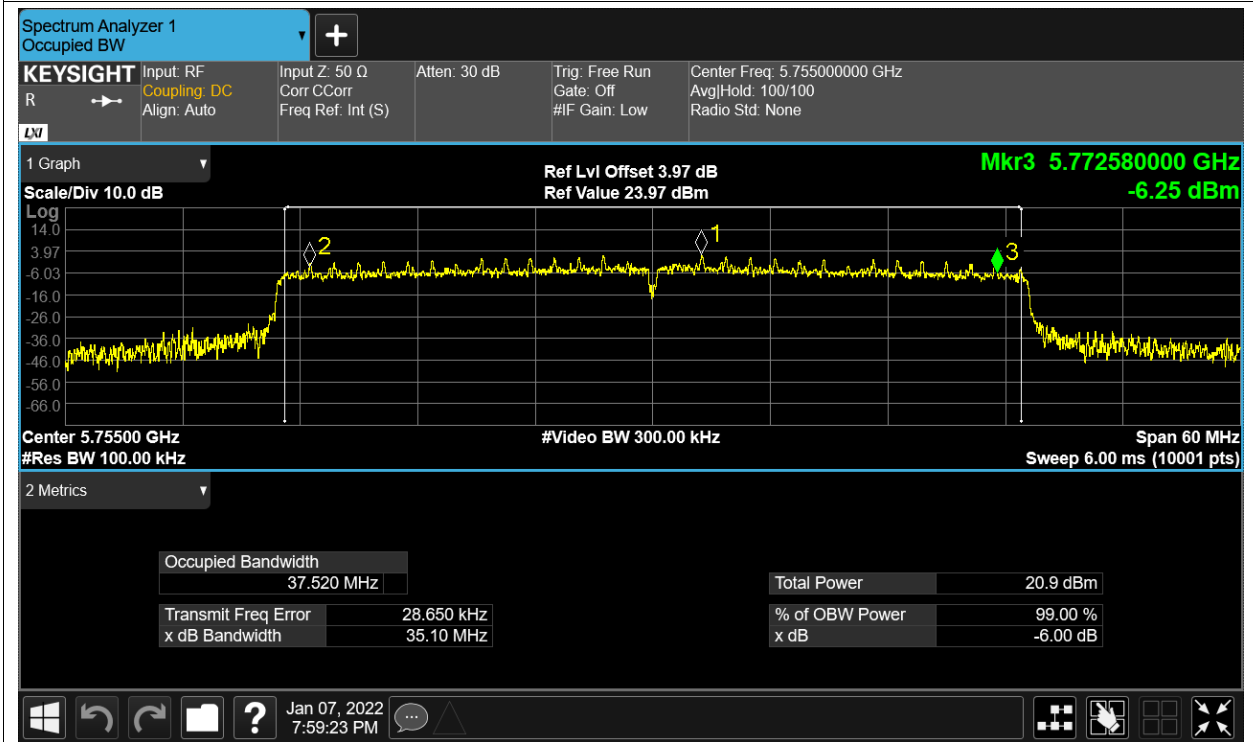 Spectrum Analyzer 1
Occupied BW
KEYSIGHT
R
LXI
Input: RF
Coupling: DC
Align: Auto
Input Z: 50 Ω
Corr CCorr
Freq Ref: Int (S)
Atten: 30 dB
Trig: Free Run
Gate: Off
#IF Gain: Low
Center Freq: 5.755000000 GHz
Avg|Hold: 100/100
Radio Std: None
1 Graph
Scale/Div 10.0 dB
Ref Lvl Offset 3.97 dB
Ref Value 23.97 dBm
Mkr3 5.772580000 GHz
-6.25 dBm
Log
14.0
3.97
-6.03
-16.0
-26.0
-36.0
-46.0
-56.0
-66.0
2
1
3
Center 5.75500 GHz
#Video BW 300.00 kHz
Span 60 MHz
#Res BW 100.00 kHz
Sweep 6.00 ms (10001 pts)
2 Metrics
Occupied Bandwidth
37.520 MHz
Transmit Freq Error 28.650 kHz
x dB Bandwidth 35.10 MHz
Total Power 20.9 dBm
% of OBW Power 99.00 %
x dB -6.00 dB
?
Jan 07, 2022
7:59:23 PM